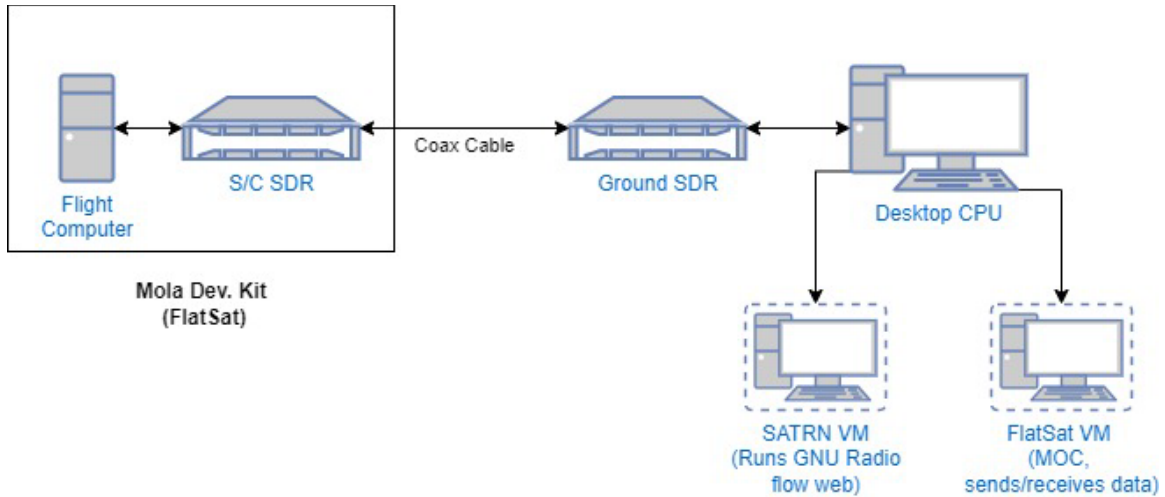 Coax Cable
S/C SDR
Ground SDR
Flight
Computer
Desktop CPU
Mola Dev. Kit
(FlatSat)
SATRN VM
(Runs GNU Radio
flow web)
FlatSat VM
(MOC,
sends/receives data)